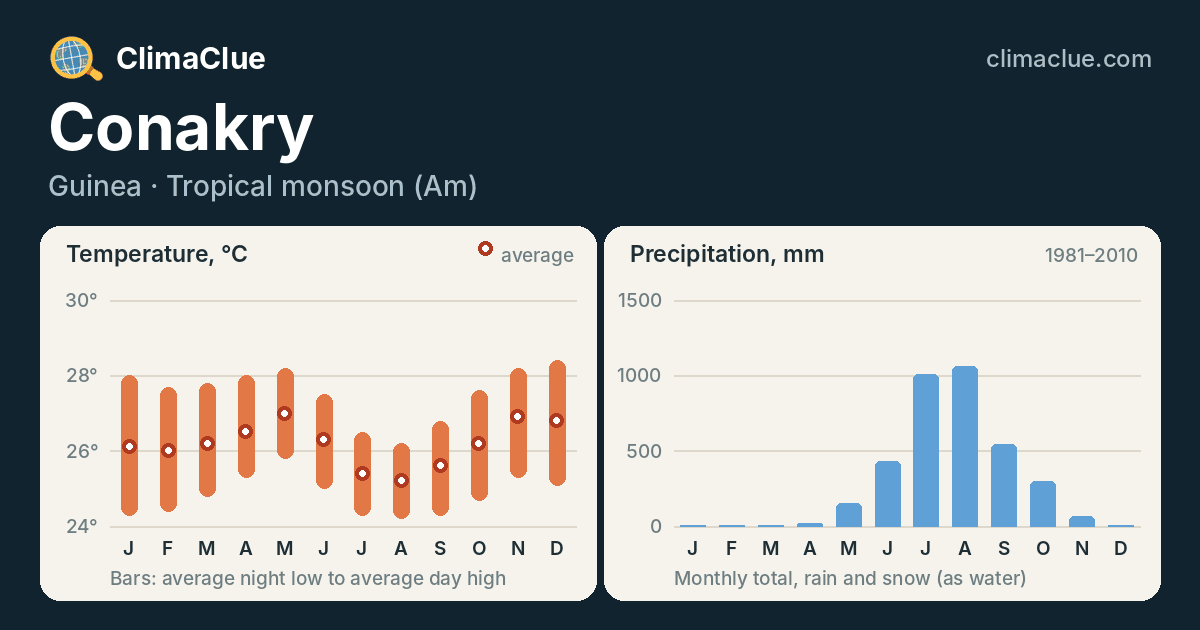 ClimaClue
climaclue.com
Conakry
Guinea · Tropical monsoon (Am)
Temperature, °C
average
30°
28°
26°
24°
J F M A M J J A S O N D
Bars: average night low to average day high
Precipitation, mm
1981–2010
1500
1000
500
0
J F M A M J J A S O N D
Monthly total, rain and snow (as water)